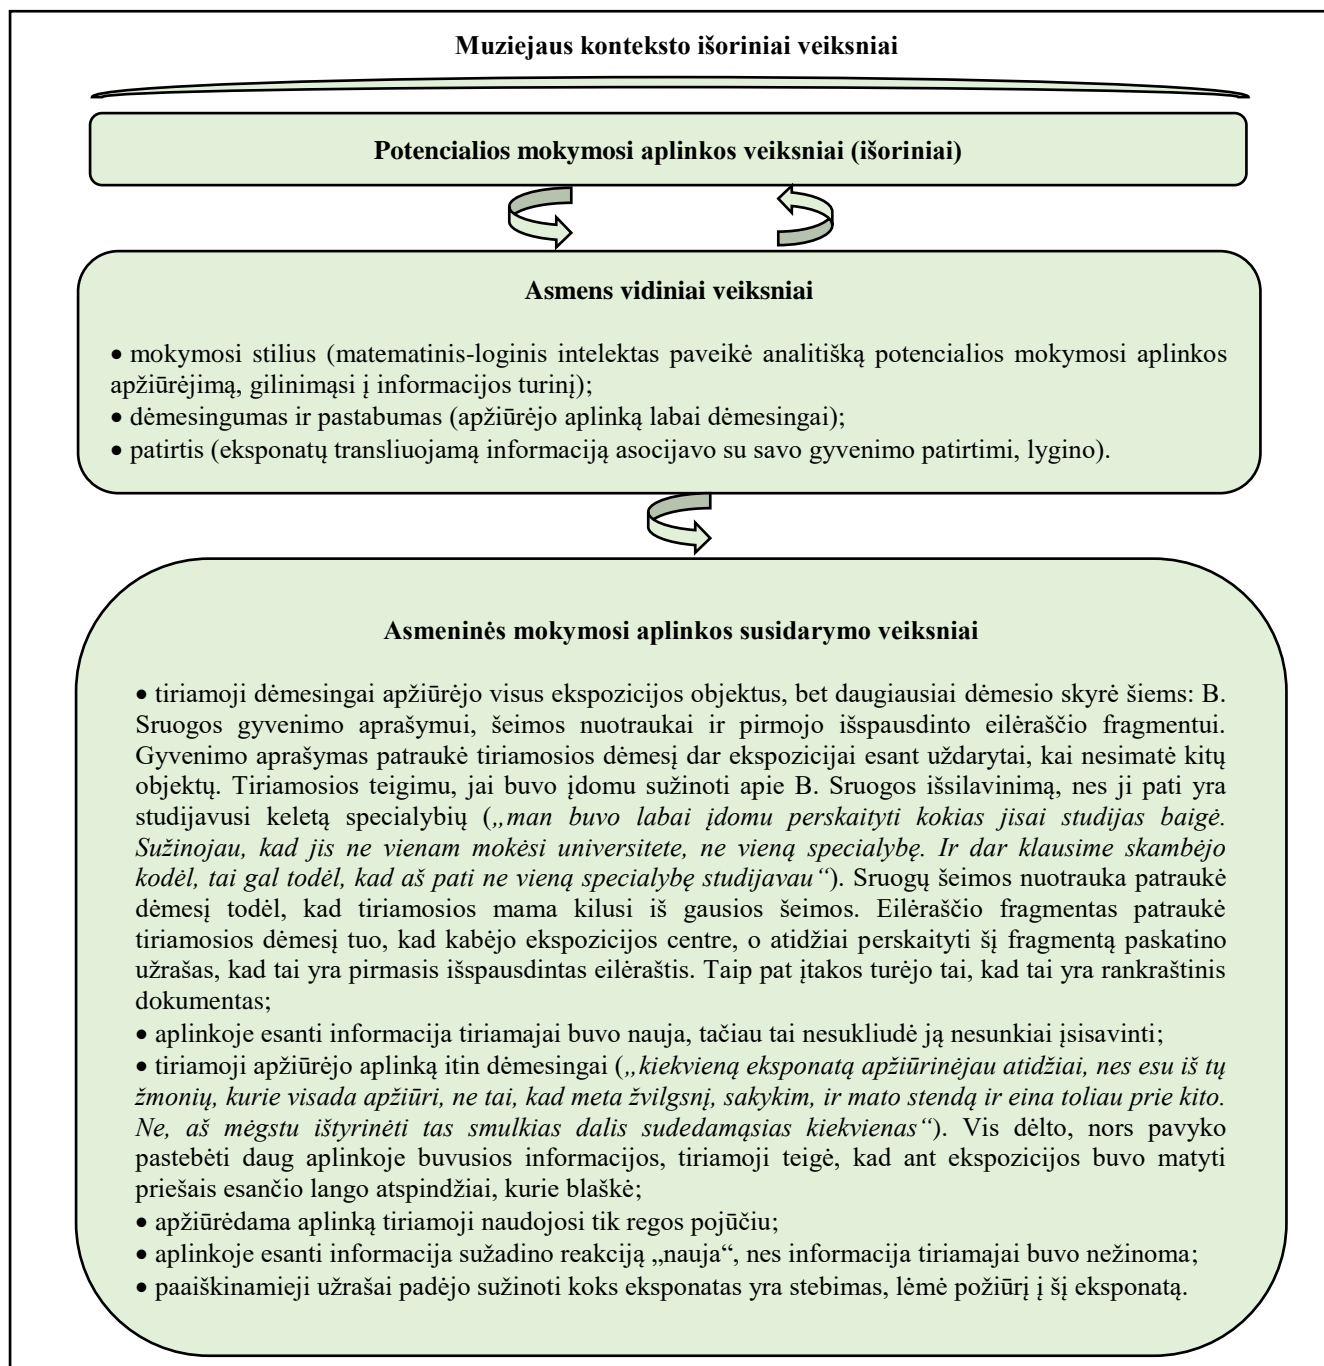 Muziejaus konteksto išoriniai veiksniai
Potencialios mokymosi aplinkos veiksniai (išoriniai)
Asmens vidiniai veiksniai
• mokymosi stilius (matematinis-loginis intelektas paveikė analitišką potencialios mokymosi aplinkos
apžiūrėjimą, gilinimąsi į informacijos turinį);
• dėmesingumas ir pastabumas (apžiūrėjo aplinką labai dėmesingai);
• patirtis (eksponatų transliuojamą informaciją asocijavo su savo gyvenimo patirtimi, lygino).
Asmeninės mokymosi aplinkos susidarymo veiksniai
• tiriamoji dėmesingai apžiūrėjo visus ekspozicijos objektus, bet daugiausiai dėmesio skyrė šiems: B.
Sruogos gyvenimo aprašymui, šeimos nuotraukai ir pirmojo išspausdinto eilėraščio fragmentui.
Gyvenimo aprašymas patraukė tiriamosios dėmesį dar ekspozicijai esant uždarytai, kai nesimatė kitų
objektų. Tiriamosios teigimu, jai buvo įdomu sužinoti apie B. Sruogos išsilavinimą, nes ji pati yra
studijavusi keletą specialybių („man buvo labai įdomu perskaityti kokias jisai studijas baigė.
Sužinojau, kad jis ne vienam mokėsi universitete, ne vieną specialybę. Ir dar klausime skambėjo
kodėl, tai gal todėl, kad aš pati ne vieną specialybę studijavau“). Sruogų šeimos nuotrauka patraukė
dėmesį todėl, kad tiriamosios mama kilusi iš gausios šeimos. Eilėraščio fragmentas patraukė
tiriamosios dėmesį tuo, kad kabėjo ekspozicijos centre, o atidžiai perskaityti šį fragmentą paskatino
užrašas, kad tai yra pirmasis išspausdintas eilėraštis. Taip pat įtakos turėjo tai, kad tai yra rankraštinis
dokumentas;
• aplinkoje esanti informacija tiriamajai buvo nauja, tačiau tai nesukliudė ją nesunkiai įsisavinti;
• tiriamoji apžiūrėjo aplinką itin dėmesingai („kiekvieną eksponatą apžiūrinėjau atidžiai, nes esu iš tų
žmonių, kurie visada apžiūri, ne tai, kad meta žvilgsnį, sakykim, ir mato stendą ir eina toliau prie kito.
Ne, aš mėgstu ištyrinėti tas smulkias dalis sudedamąsias kiekvienas“). Vis dėlto, nors pavyko
pastebėti daug aplinkoje buvusios informacijos, tiriamoji teigė, kad ant ekspozicijos buvo matyti
priešais esančio lango atspindžiai, kurie blaškė;
• apžiūrėdama aplinką tiriamoji naudojosi tik regos pojūčiu;
• aplinkoje esanti informacija sužadino reakciją „nauja“, nes informacija tiriamajai buvo nežinoma;
• paaiškinamieji užrašai padėjo sužinoti koks eksponatas yra stebimas, lėmė požiūrį į šį eksponatą.